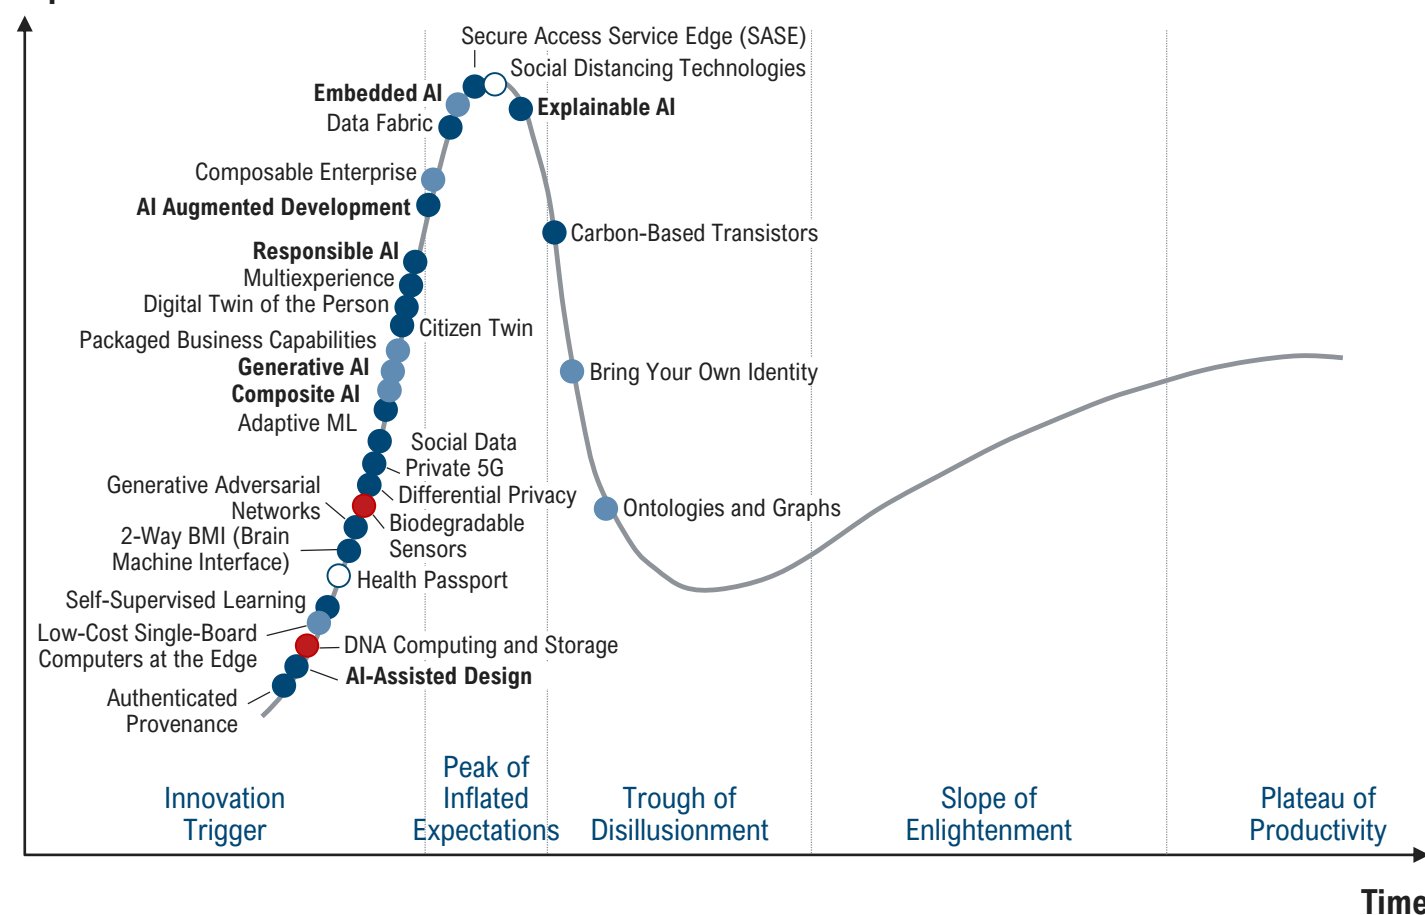 Secure Access Service Edge (SASE)
Social Distancing Technologies
Embedded AI
Explainable AI
Data Fabric
Composable Enterprise
AI Augmented Development
Carbon-Based Transistors
Responsible AI
Multiexperience
Digital Twin of the Person
Citizen Twin
Packaged Business Capabilities
Generative AI
Bring Your Own Identity
Composite AI
Adaptive ML
Social Data
Private 5G
Generative Adversarial
Networks
Differential Privacy
Ontologies and Graphs
Biodegradable
Sensors
2-Way BMI (Brain
Machine Interface)
Health Passport
Self-Supervised Learning
Low-Cost Single-Board
Computers at the Edge
DNA Computing and Storage
AI-Assisted Design
Authenticated
Provenance
Innovation
Trigger
Peak of
Inflated
Expectations
Trough of
Disillusionment
Slope of
Enlightenment
Plateau of
Productivity
Time